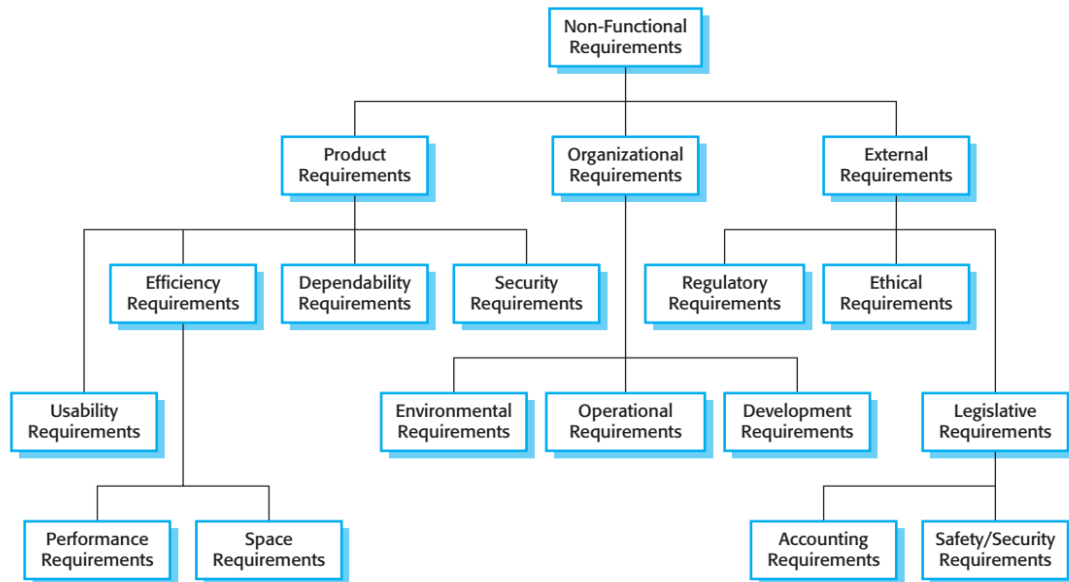 Non-Functional
Requirements
Product
Requirements
Organizational
Requirements
External
Requirements
Efficiency
Requirements
Dependability
Requirements
Security
Requirements
Regulatory
Requirements
Ethical
Requirements
Usability
Requirements
Environmental
Requirements
Operational
Requirements
Development
Requirements
Legislative
Requirements
Performance
Requirements
Space
Requirements
Accounting
Requirements
Safety/Security
Requirements